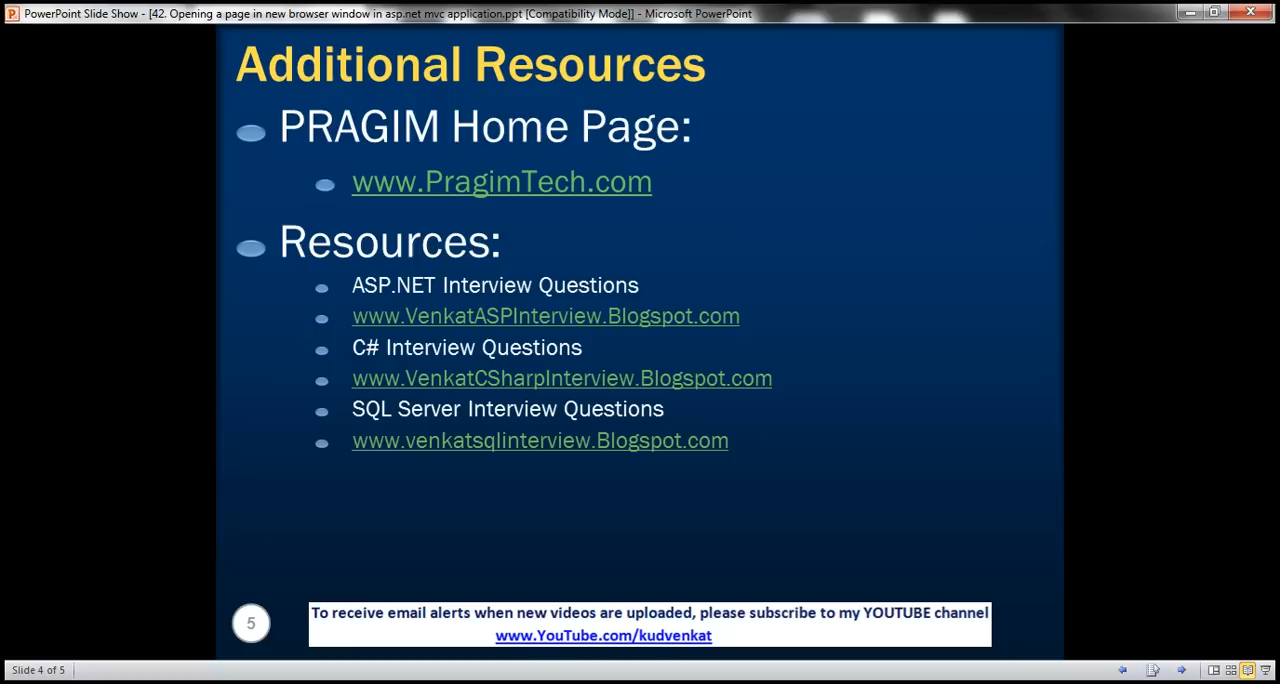 PowerPoint Slide Show - [42. Opening a page in new browser window in asp.net mvc application.ppt [Compatibility Mode]] - Microsoft PowerPoint
Additional Resources
PRAGIM Home Page:
www.PragimTech.com
Resources:
ASP.NET Interview Questions
www.VenkatASPInterview.Blogspot.com
C# Interview Questions
www.VenkatCSharpInterview.Blogspot.com
SQL Server Interview Questions
www.venkatsqlinterview.Blogspot.com
5
To receive email alerts when new videos are uploaded, please subscribe to my YOUTUBE channel
www.YouTube.com/kudvenkat
Slide 4 of 5